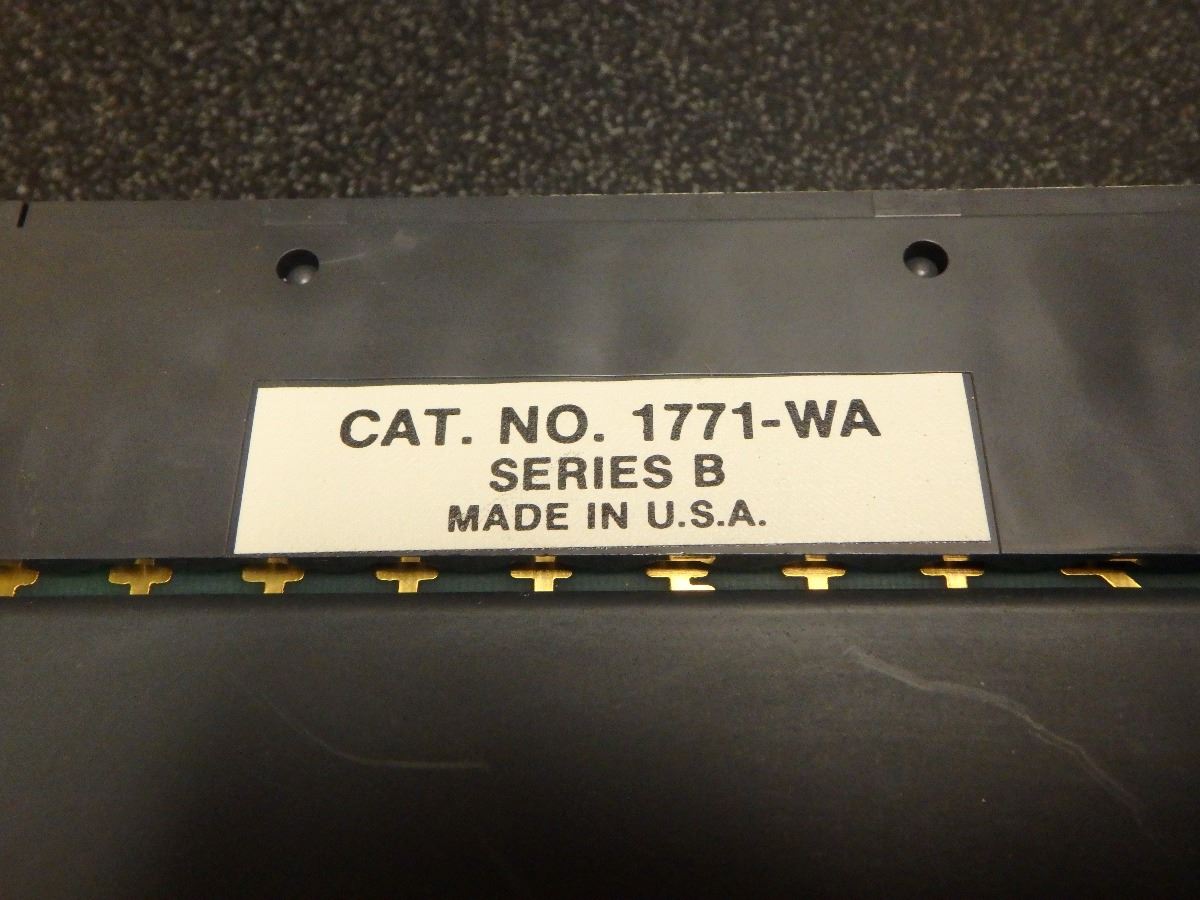 CAT. NO. 1771-WA
SERIES B
MADE IN U.S.A.